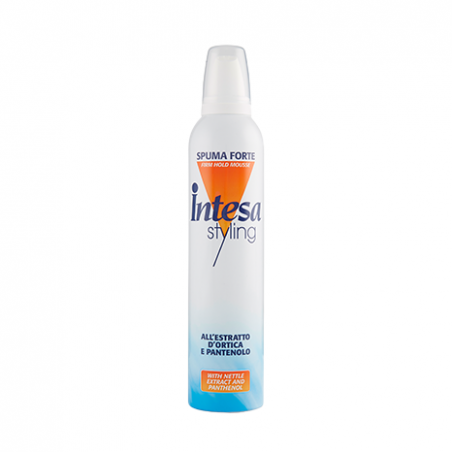 SPUMA FORTE
FIRM HOLD MOUSSE
Intesa
styling
ALL'ESTRATTO
D'ORTICA
E PANTENOLO
WITH NETTLE
EXTRACT AND
PANTHENOL